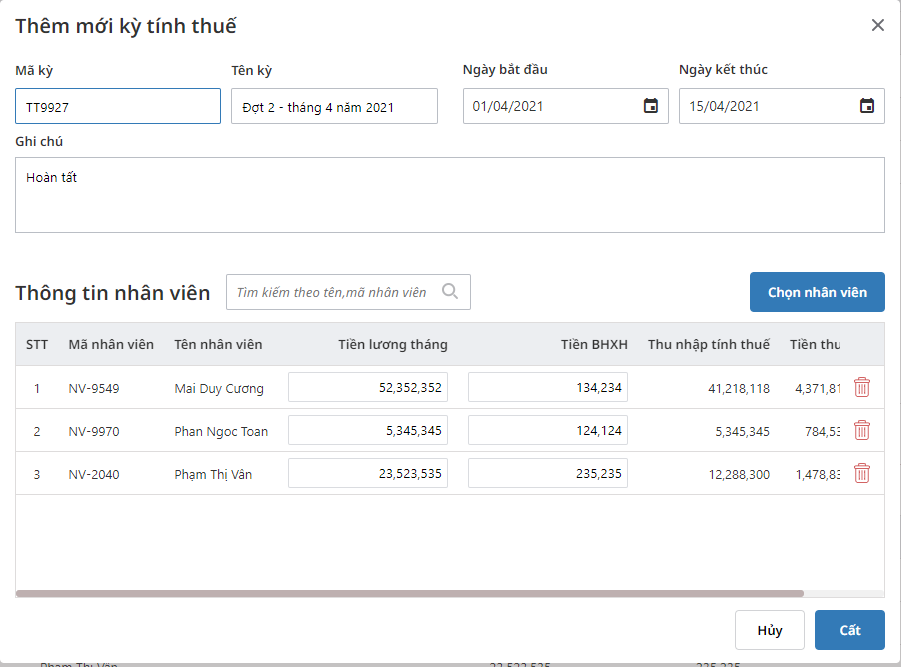 Thêm mới kỳ tính thuế
Mã kỳ Tên kỳ Ngày bắt đầu Ngày kết thúc
TT9927 Đợt 2 - tháng 4 năm 2021 01/04/2021 15/04/2021
Ghi chú
Hoàn tất
Thông tin nhân viên Tìm kiếm theo tên,mã nhân viên Chọn nhân viên
STT Mã nhân viên Tên nhân viên Tiền lương tháng Tiền BHXH Thu nhập tính thuế Tiền thu
1 NV-9549 Mai Duy Cương 52,352,352 134,234 41,218,118 4,371,81
2 NV-9970 Phan Ngoc Toan 5,345,345 124,124 5,345,345 784,53
3 NV-2040 Phạm Thị Vân 23,523,535 235,235 12,288,300 1,478,83
Hủy Cất